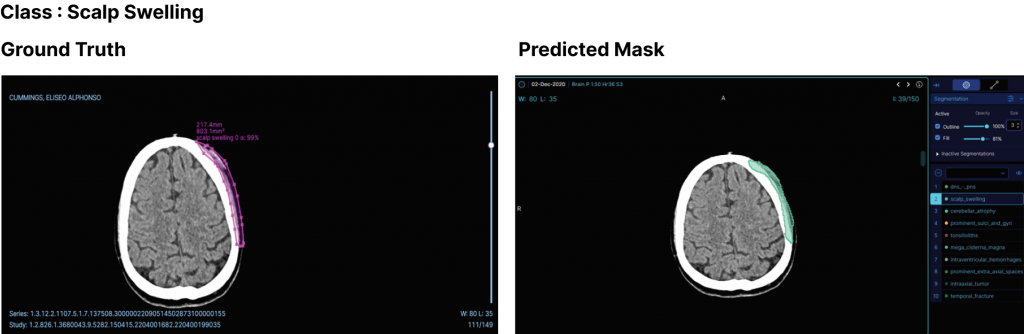 Class : Scalp Swelling
Ground Truth
Predicted Mask
CUMMINGS, ELISEO ALPHONSO
217.4mm
803.1mm²
scalp swelling 0 s: 98%
Series: 1.3.12.2.1107.5.1.7.137508.30000022090514502873100000155
Study: 1.2.826.1.3680043.9.5282.150415.2204001682.220400199035
W: 80 L: 35
111/149
02-Dec-2020
Brain P 1.50 Hr36 S3
W: 80 L: 35
A
I: 39/150
R
Segmentation
Active
Opacity
Size
Outline
100%
3
Fill
81%
Inactive Segmentations
1 dns_-_pns
2 scalp_swelling
3 cerebellar_atrophy
4 prominent_sulci_and_gyri
5 tonsilloliths
6 mega_cisterna_magna
7 intraventricular_hemorrhages
8 prominent_extra_axial_spaces
9 intraaxial_tumor
10 temporal_fracture